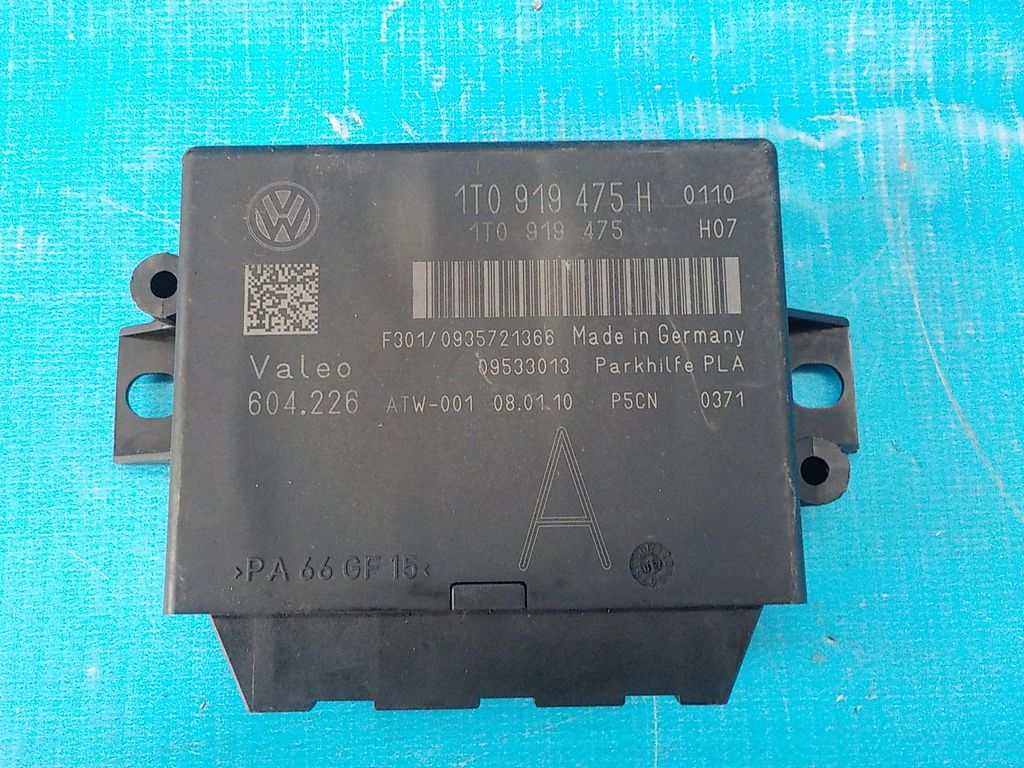 1T0 919 475 H 0110
1T0 919 475 H07
F301/0935721366 Made in Germany
Valeo 09533013 Parkhilfe PLA
604.226 ATW-001 08.01.10 P5CN 0371
A
>PA 66 GF 15<